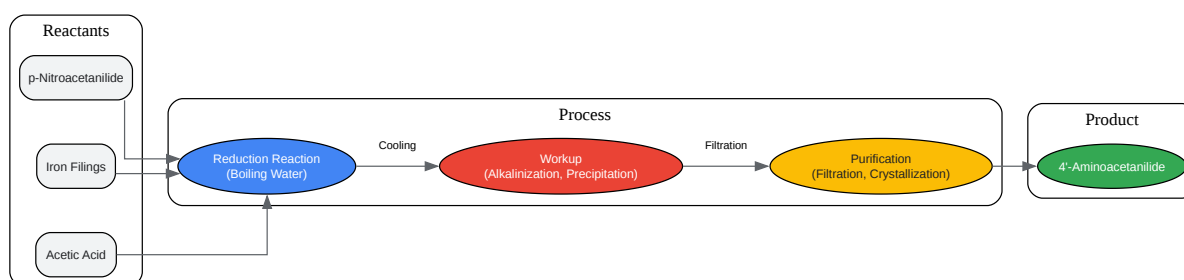 Reactants
p-Nitroacetanilide
Iron Filings
Acetic Acid
Process
Reduction Reaction
(Boiling Water)
Cooling
Workup
(Alkalinization, Precipitation)
Filtration
Purification
(Filtration, Crystallization)
Product
4'-Aminoacetanilide